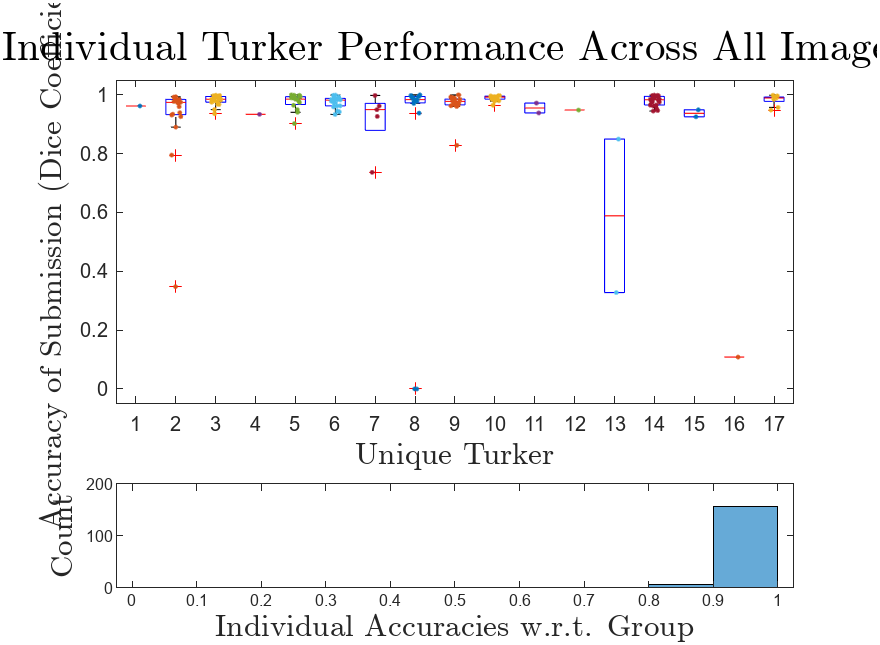 Individual Turker Performance Across All Image
Accuracy of Submission (Dice Coefficie
1
0.8
0.6
0.4
0.2
0
1 2 3 4 5 6 7 8 9 10 11 12 13 14 15 16 17
Unique Turker
Count
200
100
0
0 0.1 0.2 0.3 0.4 0.5 0.6 0.7 0.8 0.9 1
Individual Accuracies w.r.t. Group